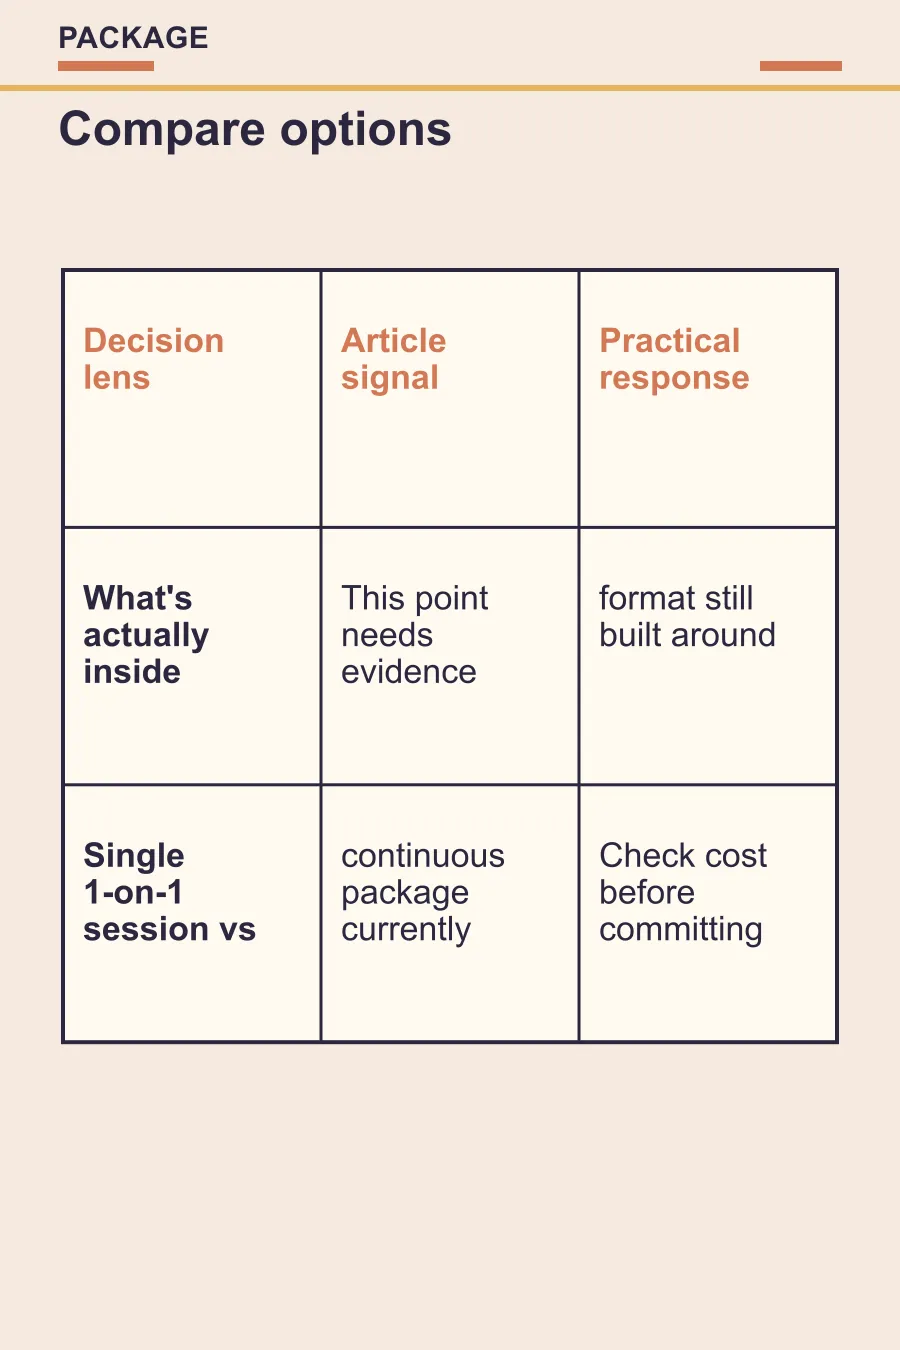 PACKAGE
Compare options
Decision
lens
Article
signal
Practical
response
What's
actually
inside
This point
needs
evidence
format still
built around
Single
1-on-1
session vs
continuous
package
currently
Check cost
before
committing